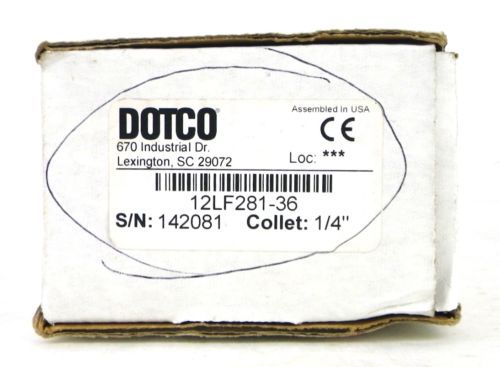 DOTCO
Assembled in USA
CE
670 Industrial Dr.
Lexington, SC 29072
Loc: ***
12LF281-36
S/N: 142081 Collet: 1/4"